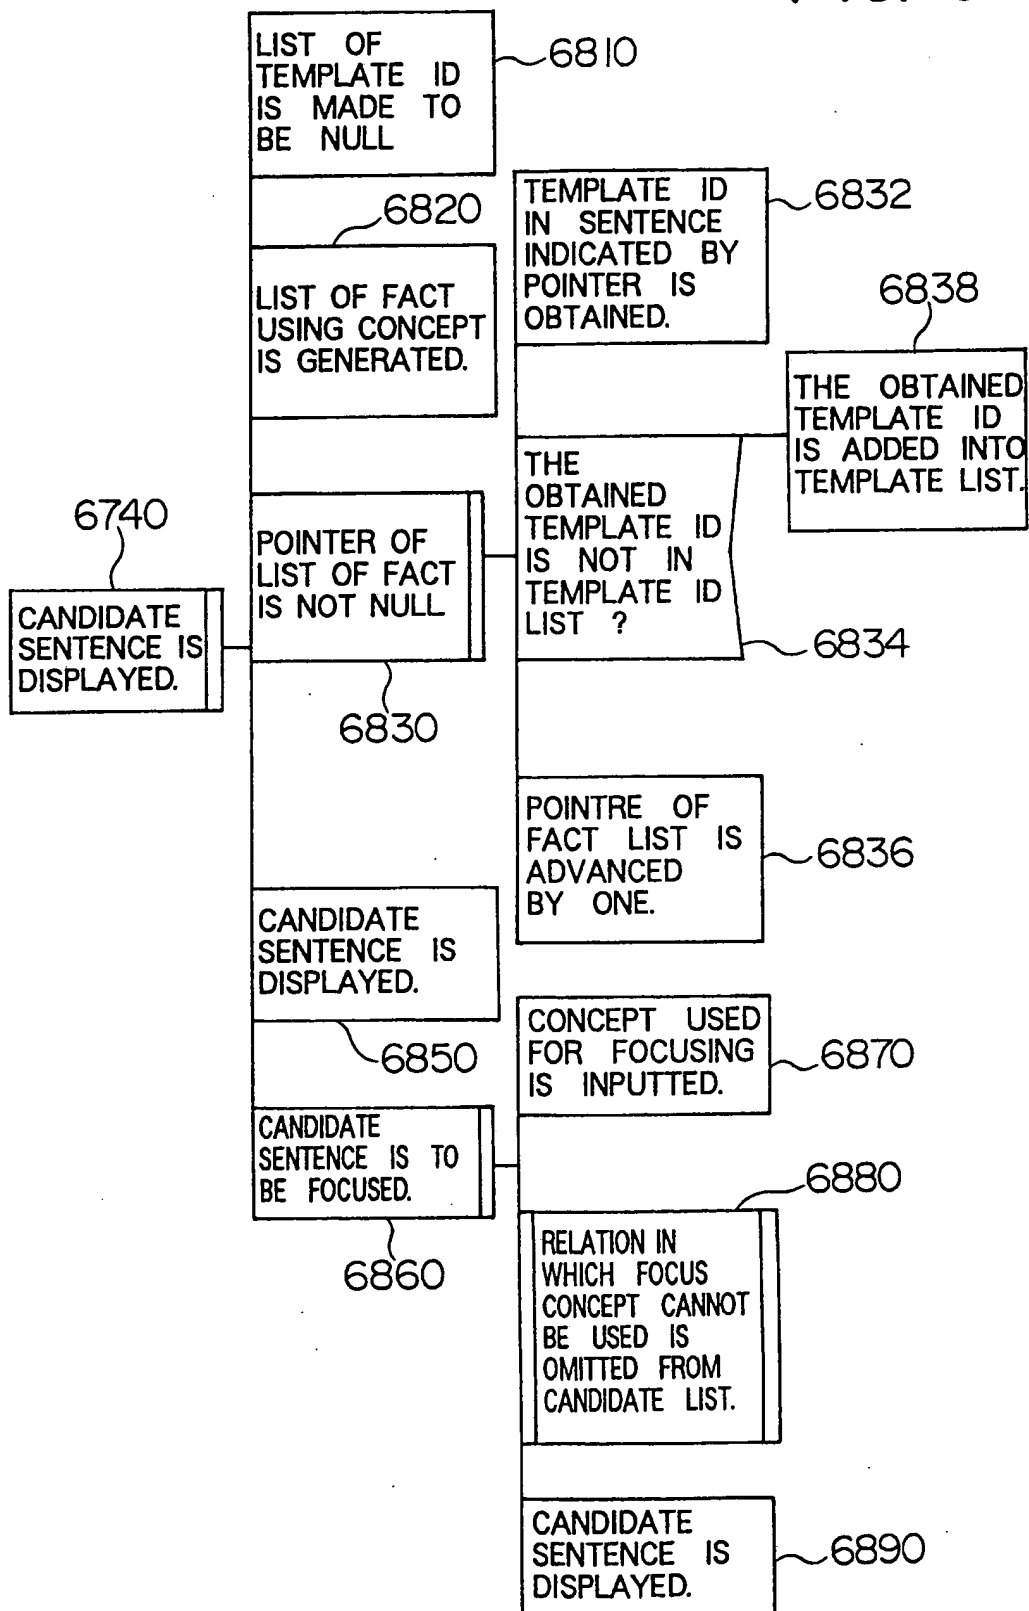 LIST OF
TEMPLATE ID
IS MADE TO
BE NULL
6810
6820
LIST OF FACT
USING CONCEPT
IS GENERATED.
TEMPLATE ID
IN SENTENCE
INDICATED BY
POINTER IS
OBTAINED.
6832
6838
THE OBTAINED
TEMPLATE ID
IS ADDED INTO
TEMPLATE LIST.
THE
OBTAINED
TEMPLATE ID
IS NOT IN
TEMPLATE ID
LIST ?
6834
6740
CANDIDATE
SENTENCE IS
DISPLAYED.
POINTER OF
LIST OF FACT
IS NOT NULL
6830
POINTRE OF
FACT LIST IS
ADVANCED
BY ONE.
6836
CANDIDATE
SENTENCE IS
DISPLAYED.
6850
CONCEPT USED
FOR FOCUSING
IS INPUTTED.
6870
CANDIDATE
SENTENCE IS TO
BE FOCUSED.
6860
6880
RELATION IN
WHICH FOCUS
CONCEPT CANNOT
BE USED IS
OMITTED FROM
CANDIDATE LIST.
CANDIDATE
SENTENCE IS
DISPLAYED.
6890